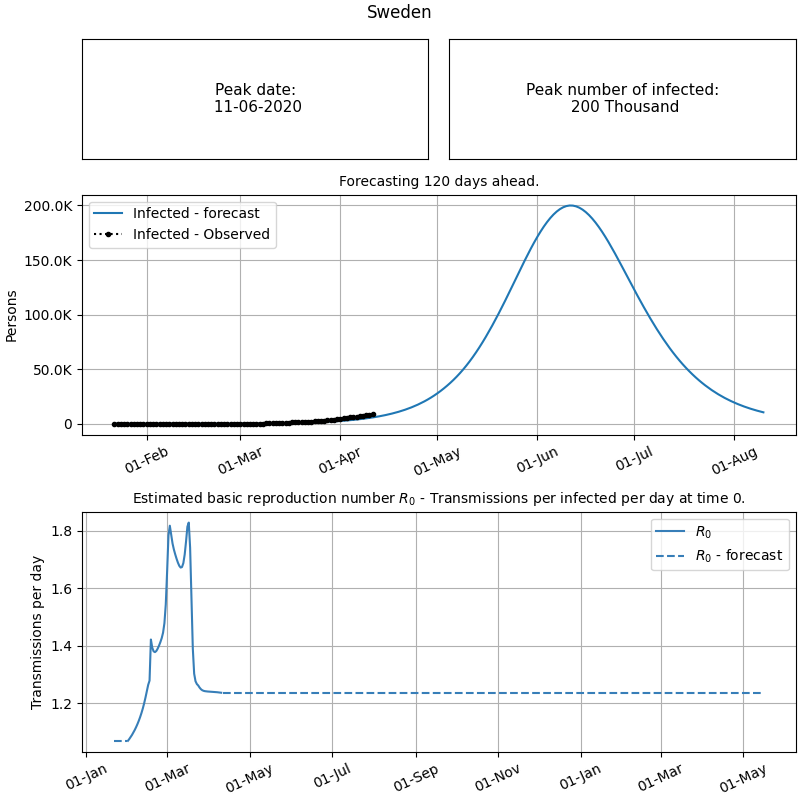 Sweden
Peak date:
11-06-2020
Peak number of infected:
200 Thousand
Forecasting 120 days ahead.
200.0K
150.0K
100.0K
50.0K
0
Persons
Infected - forecast
Infected - Observed
01-Feb
01-Mar
01-Apr
01-May
01-Jun
01-Jul
01-Aug
Estimated basic reproduction number R₀ - Transmissions per infected per day at time 0.
1.8
1.6
1.4
1.2
Transmissions per day
R₀
R₀ - forecast
01-Jan
01-Mar
01-May
01-Jul
01-Sep
01-Nov
01-Jan
01-Mar
01-May